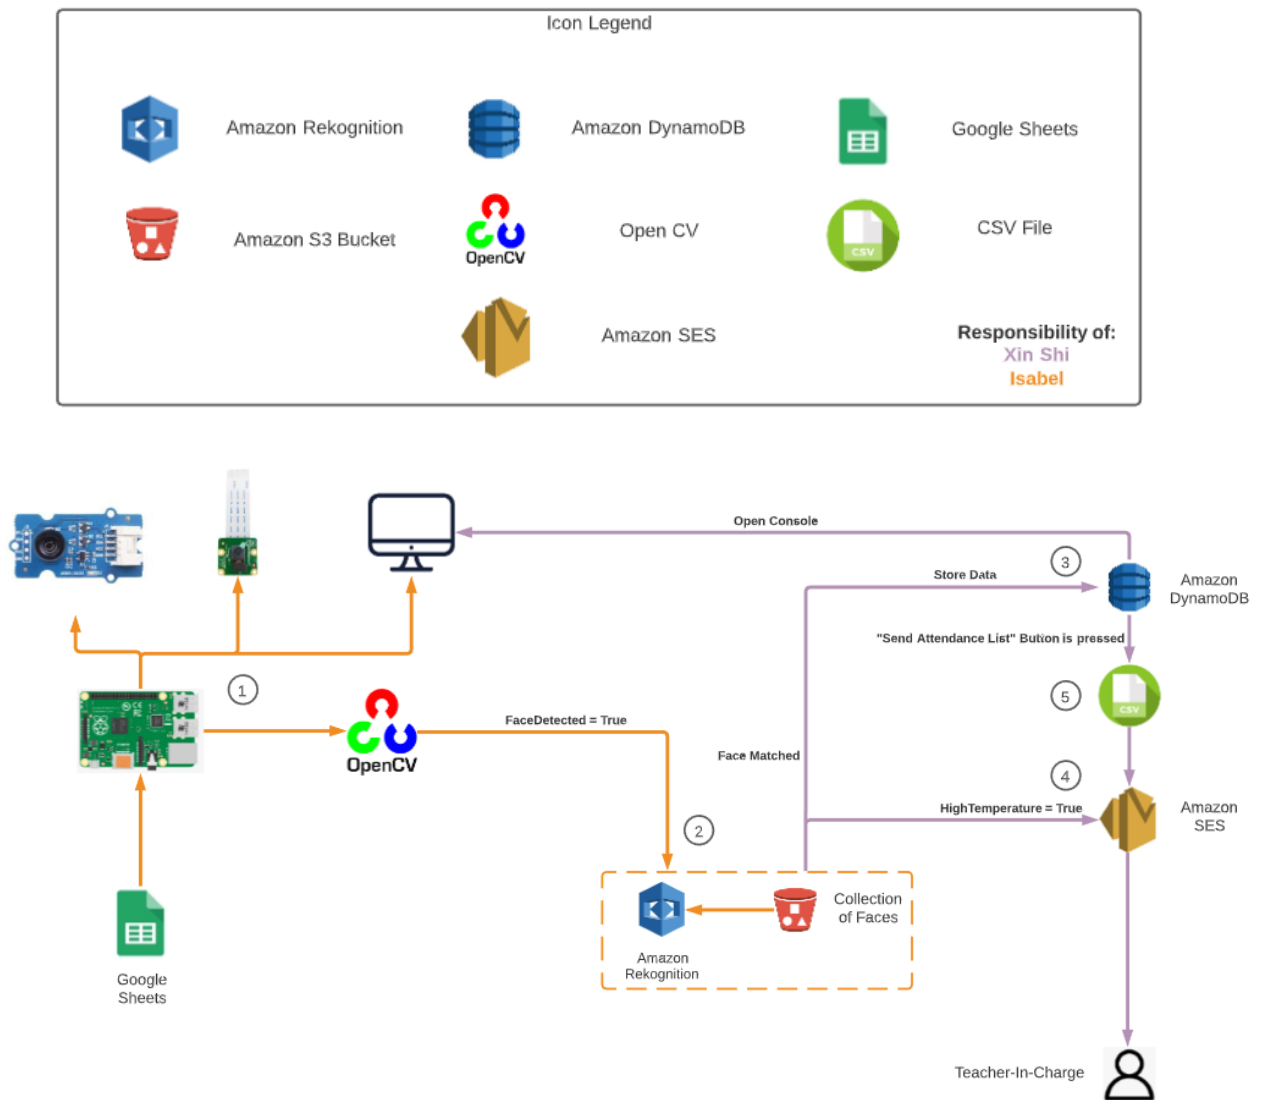 Icon Legend
Amazon Rekognition
Amazon DynamoDB
Google Sheets
Amazon S3 Bucket
OpenCV
Open CV
CSV
CSV File
Amazon SES
Responsibility of:
Xin Shi
Isabel
Open Console
3
Store Data
Amazon
DynamoDB
"Send Attendance List" Button is pressed
1
5
CSV
FaceDetected = True
OpenCV
Face Matched
4
HighTemperature = True
Amazon
SES
2
Collection
of Faces
Amazon
Rekognition
Google
Sheets
Teacher-In-Charge